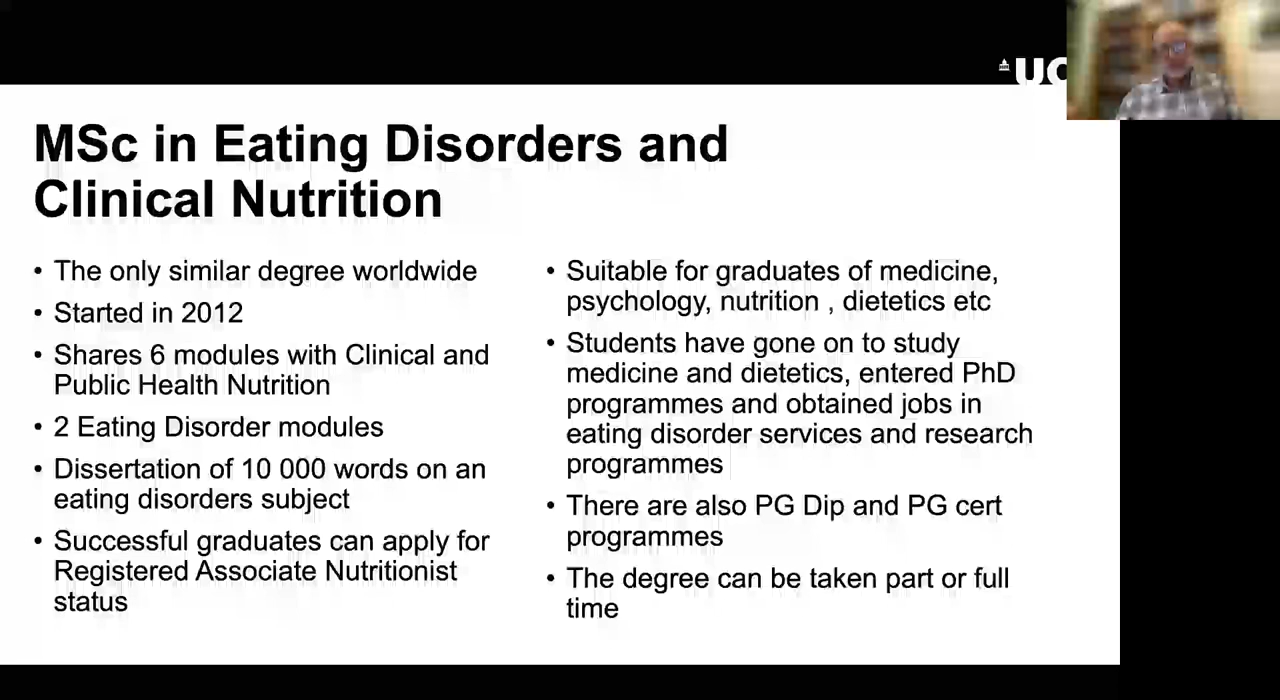 UC
MSc in Eating Disorders and
Clinical Nutrition
• The only similar degree worldwide
• Started in 2012
• Shares 6 modules with Clinical and
Public Health Nutrition
• 2 Eating Disorder modules
• Dissertation of 10 000 words on an
eating disorders subject
• Successful graduates can apply for
Registered Associate Nutritionist
status
• Suitable for graduates of medicine,
psychology, nutrition , dietetics etc
• Students have gone on to study
medicine and dietetics, entered PhD
programmes and obtained jobs in
eating disorder services and research
programmes
• There are also PG Dip and PG cert
programmes
• The degree can be taken part or full
time